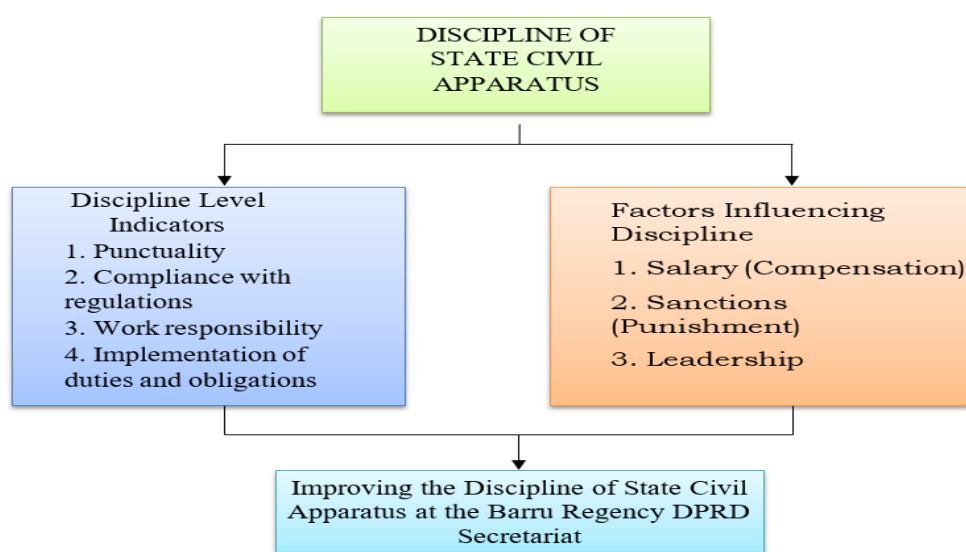 DISCIPLINE OF
STATE CIVIL
APPARATUS
Discipline Level
Indicators
1. Punctuality
2. Compliance with
regulations
3. Work responsibility
4. Implementation of
duties and obligations
Factors Influencing
Discipline
1. Salary (Compensation)
2. Sanctions
(Punishment)
3. Leadership
Improving the Discipline of State Civil
Apparatus at the Barru Regency DPRD
Secretariat